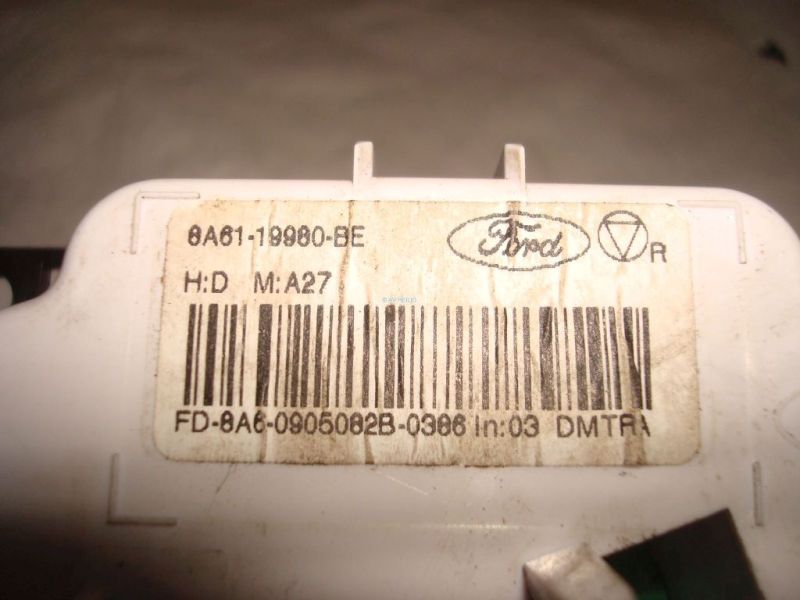 8A61-19980-BE
Ford
R
H:D M:A27
FD-8A6-0905082B-0386 In:03 DMTRA